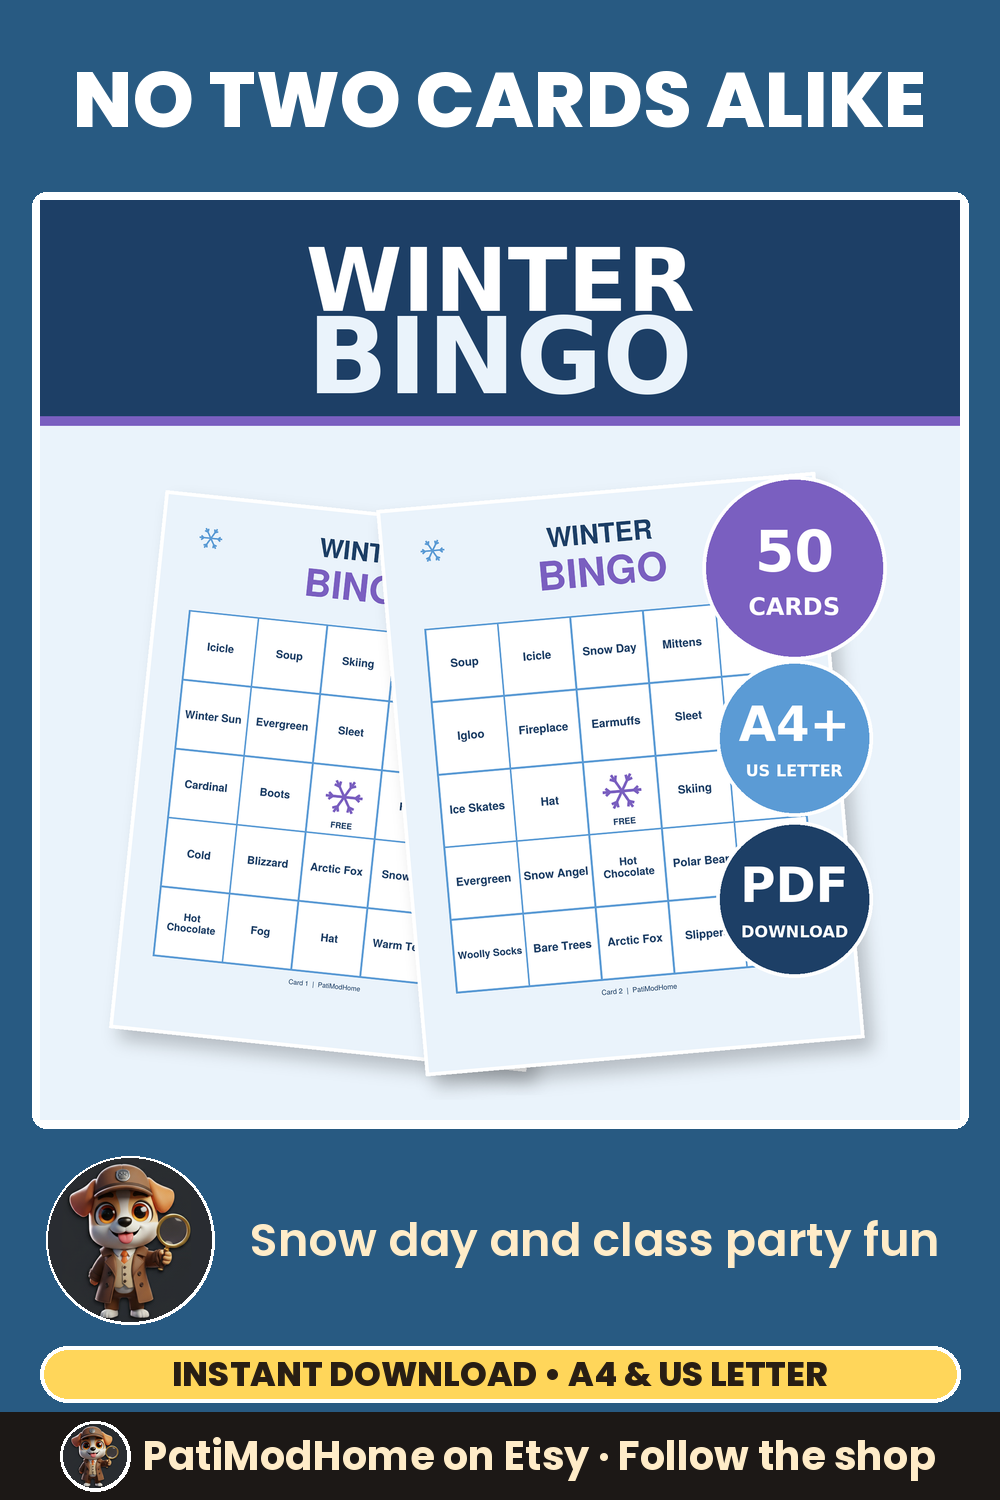 NO TWO CARDS ALIKE
WINTER
BINGO
WINTER
BINGO
Icicle
Soup
Skiing
Winter Sun
Evergreen
Sleet
Cardinal
Boots
FREE
Cold
Blizzard
Arctic Fox
Hot
Chocolate
Fog
Hat
Card 1 | PatiModHome
Soup
Icicle
Snow Day
Mittens
Igloo
Fireplace
Earmuffs
Sleet
Ice Skates
Hat
FREE
Skiing
Evergreen
Snow Angel
Hot
Chocolate
Polar Bear
Woolly Socks
Bare Trees
Arctic Fox
Card 2 | PatiModHome
50
CARDS
A4+
US LETTER
PDF
DOWNLOAD
Snow day and class party fun
INSTANT DOWNLOAD • A4 & US LETTER
PatiModHome on Etsy · Follow the shop